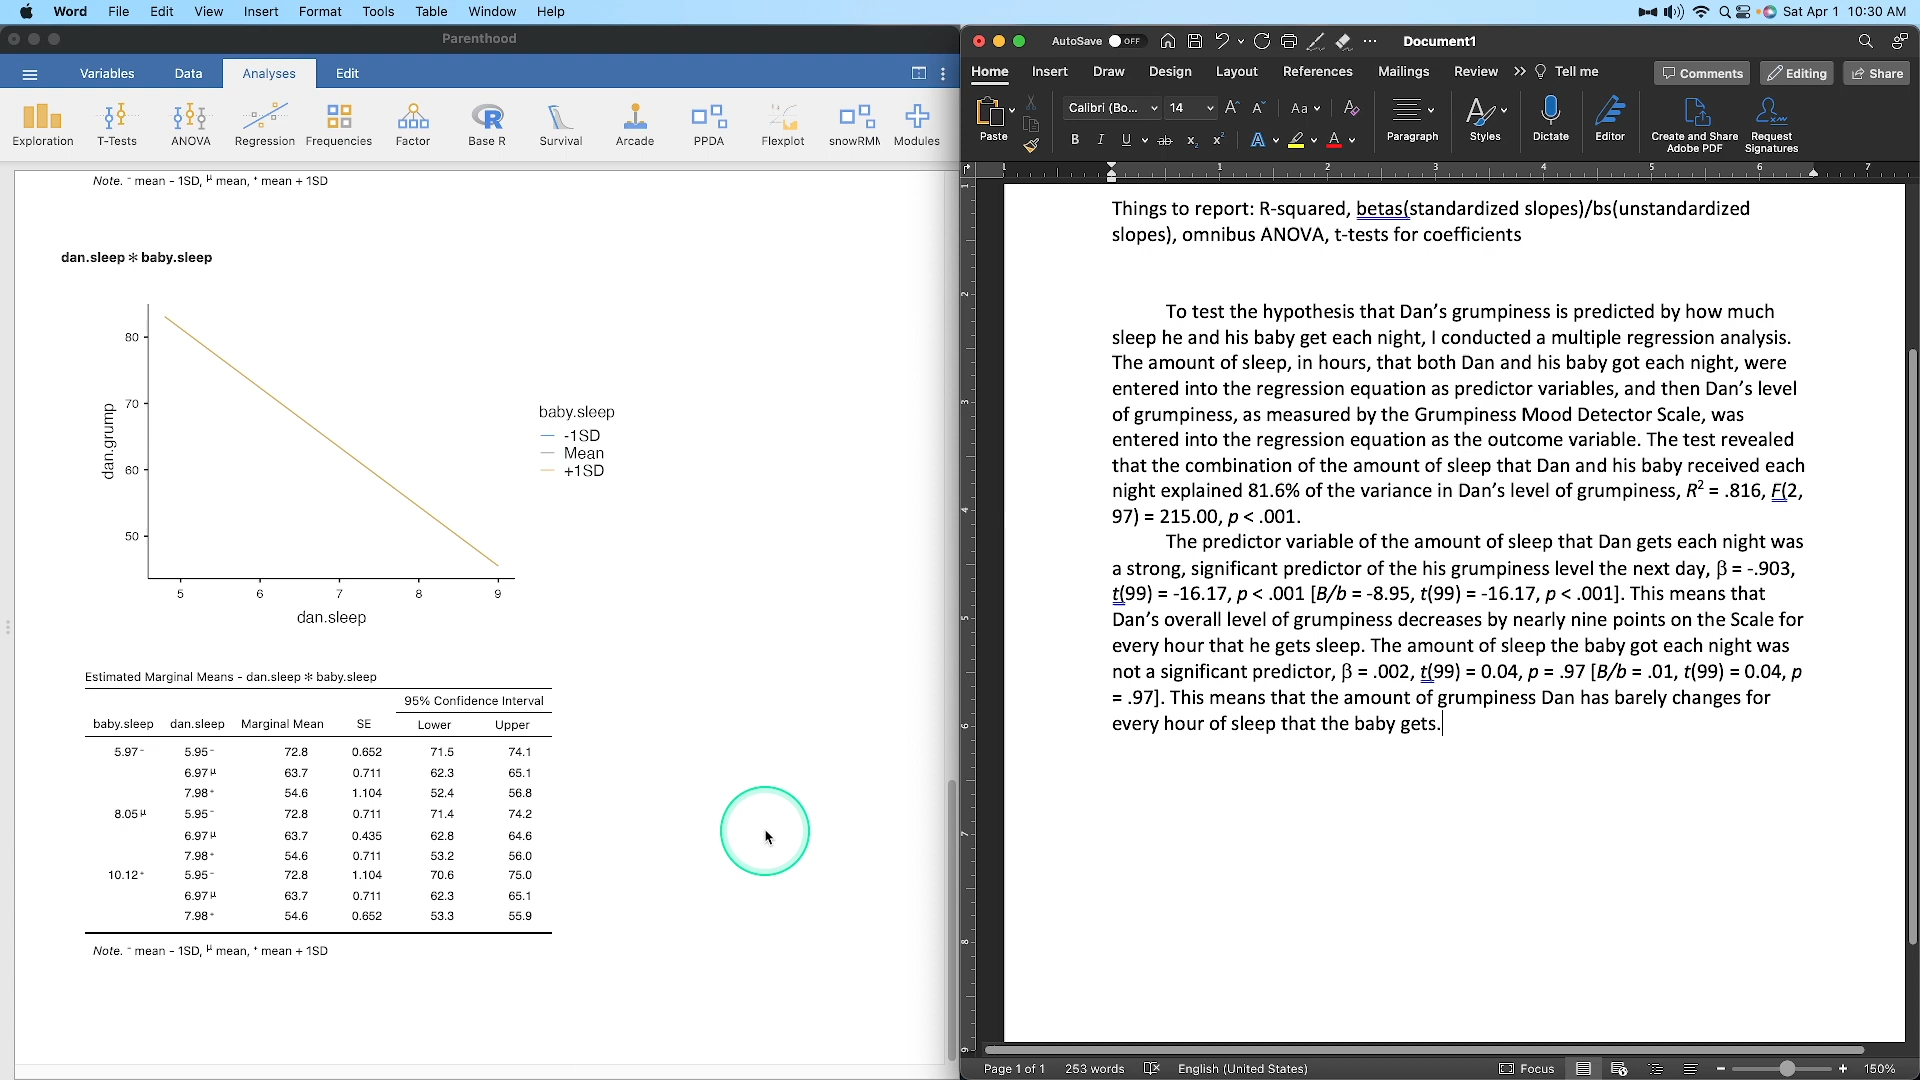 Word File Edit View Insert Format Tools Table Window Help
Sat Apr 1 10:30 AM
Parenthood
Variables Data Analyses Edit
Exploration T-Tests ANOVA Regression Frequencies Factor Base R Survival Arcade PPDA Flexplot snowRMM Modules
Note. ⁻ mean - 1SD, ᵘ mean, ⁺ mean + 1SD
dan.sleep ✻ baby.sleep
80
70
60
50
dan.grump
5 6 7 8 9
dan.sleep
baby.sleep
-1SD
Mean
+1SD
Estimated Marginal Means - dan.sleep ✻ baby.sleep
95% Confidence Interval
baby.sleep dan.sleep Marginal Mean SE Lower Upper
5.97⁻ 5.95⁻ 72.8 0.652 71.5 74.1
6.97ᵘ 63.7 0.711 62.3 65.1
7.98⁺ 54.6 1.104 52.4 56.8
8.05ᵘ 5.95⁻ 72.8 0.711 71.4 74.2
6.97ᵘ 63.7 0.435 62.8 64.6
7.98⁺ 54.6 0.711 53.2 56.0
10.12⁺ 5.95⁻ 72.8 1.104 70.6 75.0
6.97ᵘ 63.7 0.711 62.3 65.1
7.98⁺ 54.6 0.652 53.3 55.9
Note. ⁻ mean - 1SD, ᵘ mean, ⁺ mean + 1SD
AutoSave OFF Document1
Home Insert Draw Design Layout References Mailings Review Tell me Comments Editing Share
Calibri (Bo... 14
Paste Paragraph Styles Dictate Editor Create and Share Adobe PDF Request Signatures
1 1 2 3 4 5 6 7
Things to report: R-squared, betas(standardized slopes)/bs(unstandardized
slopes), omnibus ANOVA, t-tests for coefficients
To test the hypothesis that Dan’s grumpiness is predicted by how much
sleep he and his baby get each night, I conducted a multiple regression analysis.
The amount of sleep, in hours, that both Dan and his baby got each night, were
entered into the regression equation as predictor variables, and then Dan’s level
of grumpiness, as measured by the Grumpiness Mood Detector Scale, was
entered into the regression equation as the outcome variable. The test revealed
that the combination of the amount of sleep that Dan and his baby received each
night explained 81.6% of the variance in Dan’s level of grumpiness, R² = .816, F(2,
97) = 215.00, p < .001.
The predictor variable of the amount of sleep that Dan gets each night was
a strong, significant predictor of the his grumpiness level the next day, β = -.903,
t(99) = -16.17, p < .001 [B/b = -8.95, t(99) = -16.17, p < .001]. This means that
Dan’s overall level of grumpiness decreases by nearly nine points on the Scale for
every hour that he gets sleep. The amount of sleep the baby got each night was
not a significant predictor, β = .002, t(99) = 0.04, p = .97 [B/b = .01, t(99) = 0.04, p
= .97]. This means that the amount of grumpiness Dan has barely changes for
every hour of sleep that the baby gets.
Page 1 of 1 253 words English (United States) Focus 150%